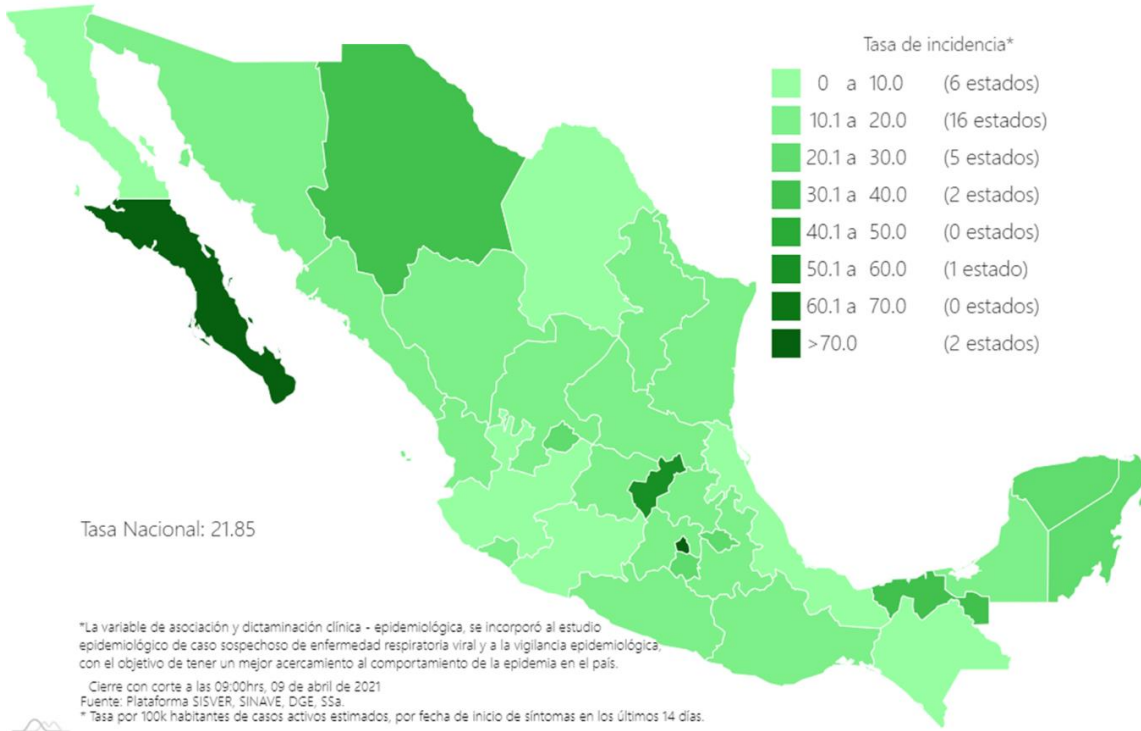 Tasa de incidencia*
0 a 10.0 (6 estados)
10.1 a 20.0 (16 estados)
20.1 a 30.0 (5 estados)
30.1 a 40.0 (2 estados)
40.1 a 50.0 (0 estados)
50.1 a 60.0 (1 estado)
60.1 a 70.0 (0 estados)
>70.0 (2 estados)
Tasa Nacional: 21.85
*La variable de asociación y dictaminación clínica - epidemiológica, se incorporó al estudio
epidemiológico de caso sospechoso de enfermedad respiratoria viral y a la vigilancia epidemiológica,
con el objetivo de tener un mejor acercamiento al comportamiento de la epidemia en el país.
Cierre con corte a las 09:00hrs, 09 de abril de 2021
Fuente: Plataforma SISVER, SINAVE, DGE, SSa.
* Tasa por 100k habitantes de casos activos estimados, por fecha de inicio de síntomas en los últimos 14 días.